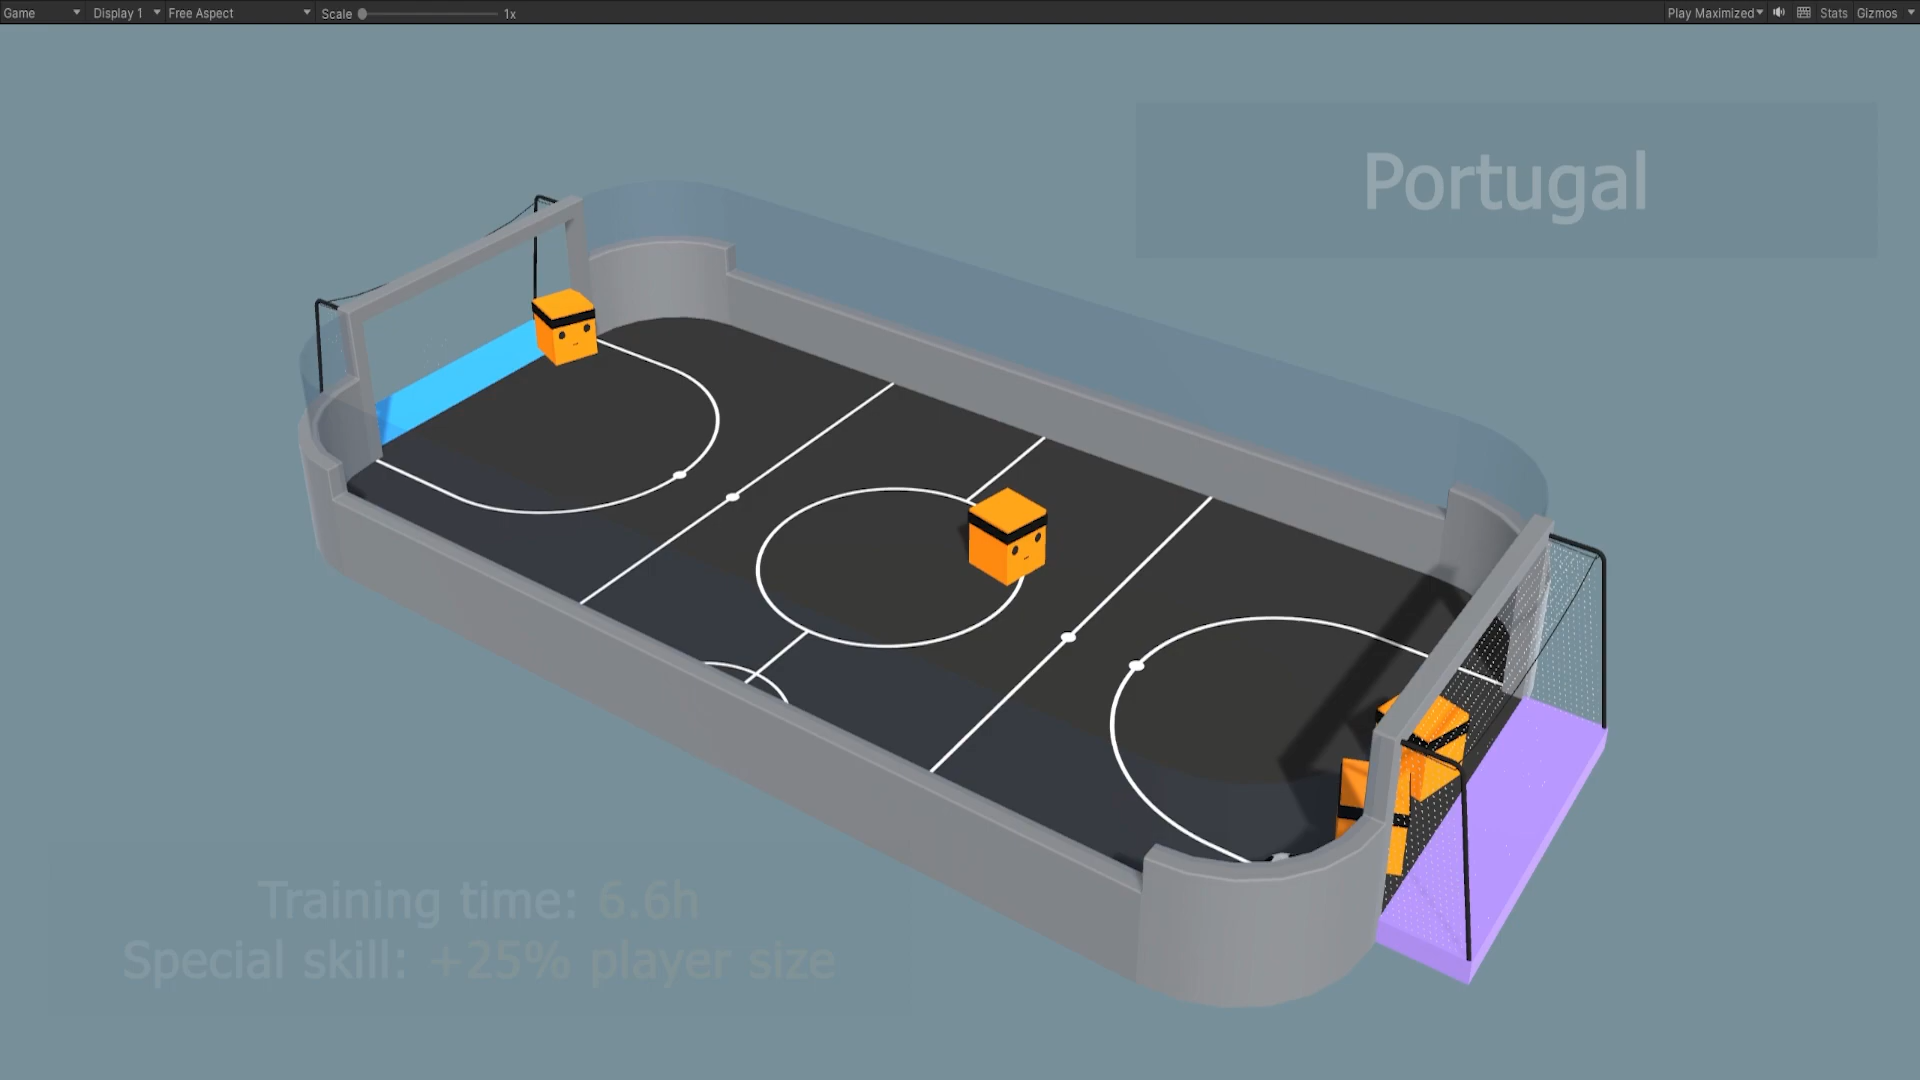 Game Display 1 Free Aspect Scale 1x Play Maximized Stats Gizmos
Portugal
Training time: 6.6h
Special skill: +25% player size